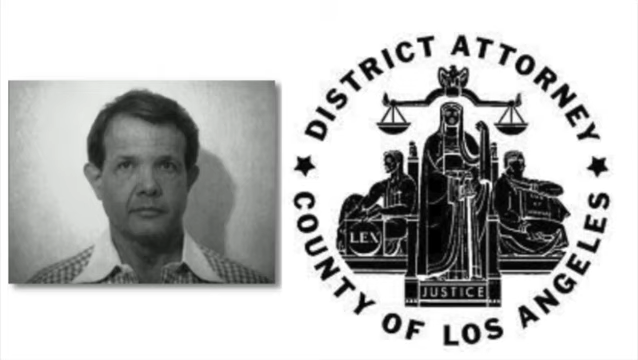 DISTRICT ATTORNEY
LEX
JUSTICE
COUNTY OF LOS ANGELES